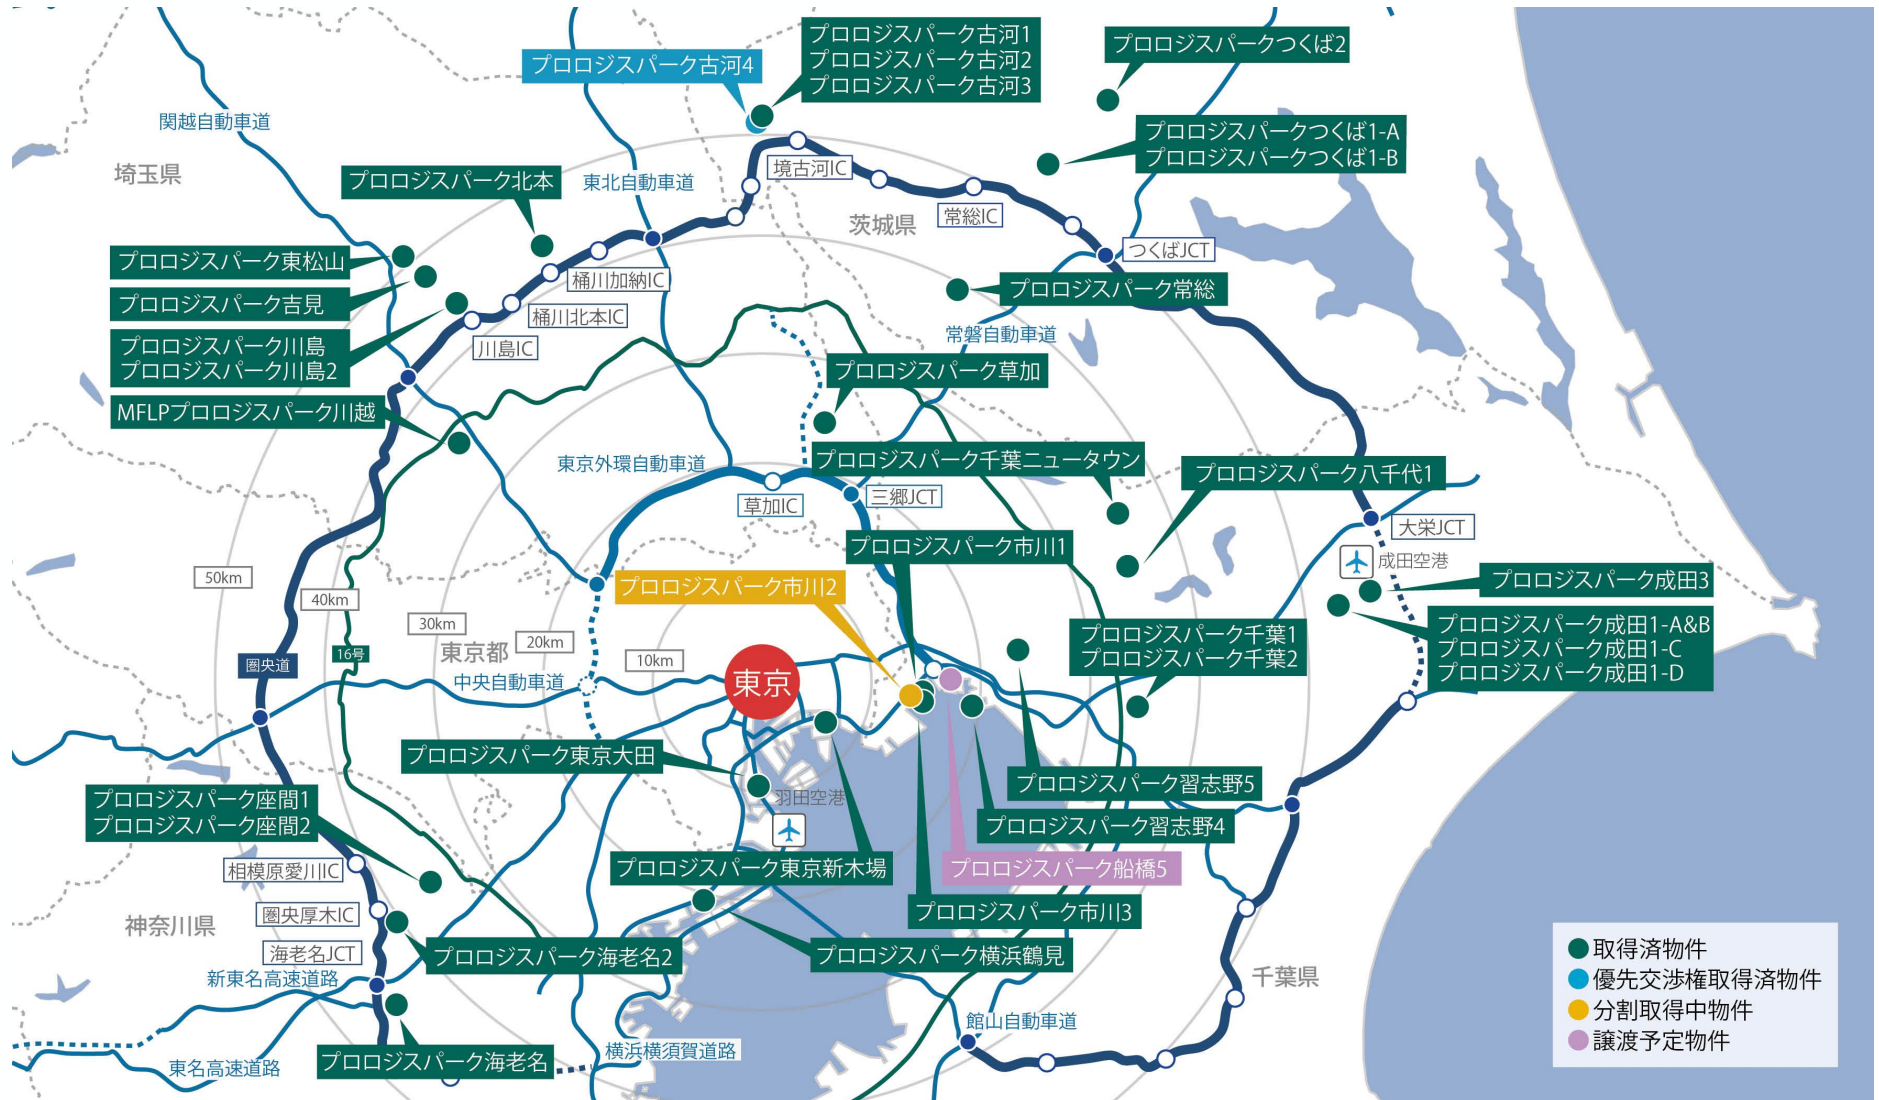 プロロジスパーク古河1
プロロジスパーク古河2
プロロジスパーク古河3
プロロジスパーク古河4
プロロジスパークつくば2
関越自動車道
プロロジスパークつくば1-A
プロロジスパークつくば1-B
埼玉県
プロロジスパーク北本
東北自動車道
境古河IC
常総IC
茨城県
つくばJCT
プロロジスパーク東松山
桶川加納IC
プロロジスパーク常総
プロロジスパーク吉見
桶川北本IC
常磐自動車道
プロロジスパーク川島
プロロジスパーク川島2
川島IC
プロロジスパーク草加
MFLPプロロジスパーク川越
東京外環自動車道
プロロジスパーク千葉ニュータウン
プロロジスパーク八千代1
草加IC
三郷JCT
大栄JCT
プロロジスパーク市川1
成田空港
50km
プロロジスパーク市川2
プロロジスパーク成田3
40km
30km
20km
10km
東京都
プロロジスパーク千葉1
プロロジスパーク千葉2
プロロジスパーク成田1-A&B
プロロジスパーク成田1-C
プロロジスパーク成田1-D
圏央道
16号
中央自動車道
東京
プロロジスパーク東京大田
羽田空港
プロロジスパーク習志野5
プロロジスパーク座間1
プロロジスパーク座間2
プロロジスパーク習志野4
相模原愛川IC
プロロジスパーク東京新木場
プロロジスパーク船橋5
圏央厚木IC
神奈川県
プロロジスパーク市川3
海老名JCT
プロロジスパーク海老名2
プロロジスパーク横浜鶴見
新東名高速道路
千葉県
取得済物件
優先交渉権取得済物件
分割取得中物件
譲渡予定物件
館山自動車道
横浜横須賀道路
プロロジスパーク海老名
東名高速道路